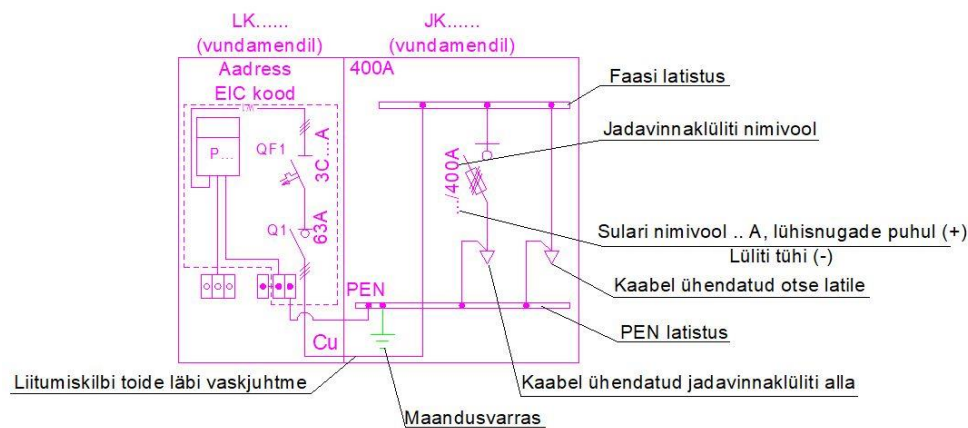 LK......
(vundamendil)
JK......
(vundamendil)
Aadress
EIC kood
400A
P...
QF1
3C...A
Q1
63A
...../400A
PEN
Cu
Faasi latistus
Jadavinnaklüliti nimivool
Sulari nimivool .. A, lühisnugade puhul (+)
Lüliti tühi (-)
Kaabel ühendatud otse latile
PEN latistus
Kaabel ühendatud jadavinnaklüliti alla
Liitumiskilbi toide läbi vaskjuhtme
Maandusvarras